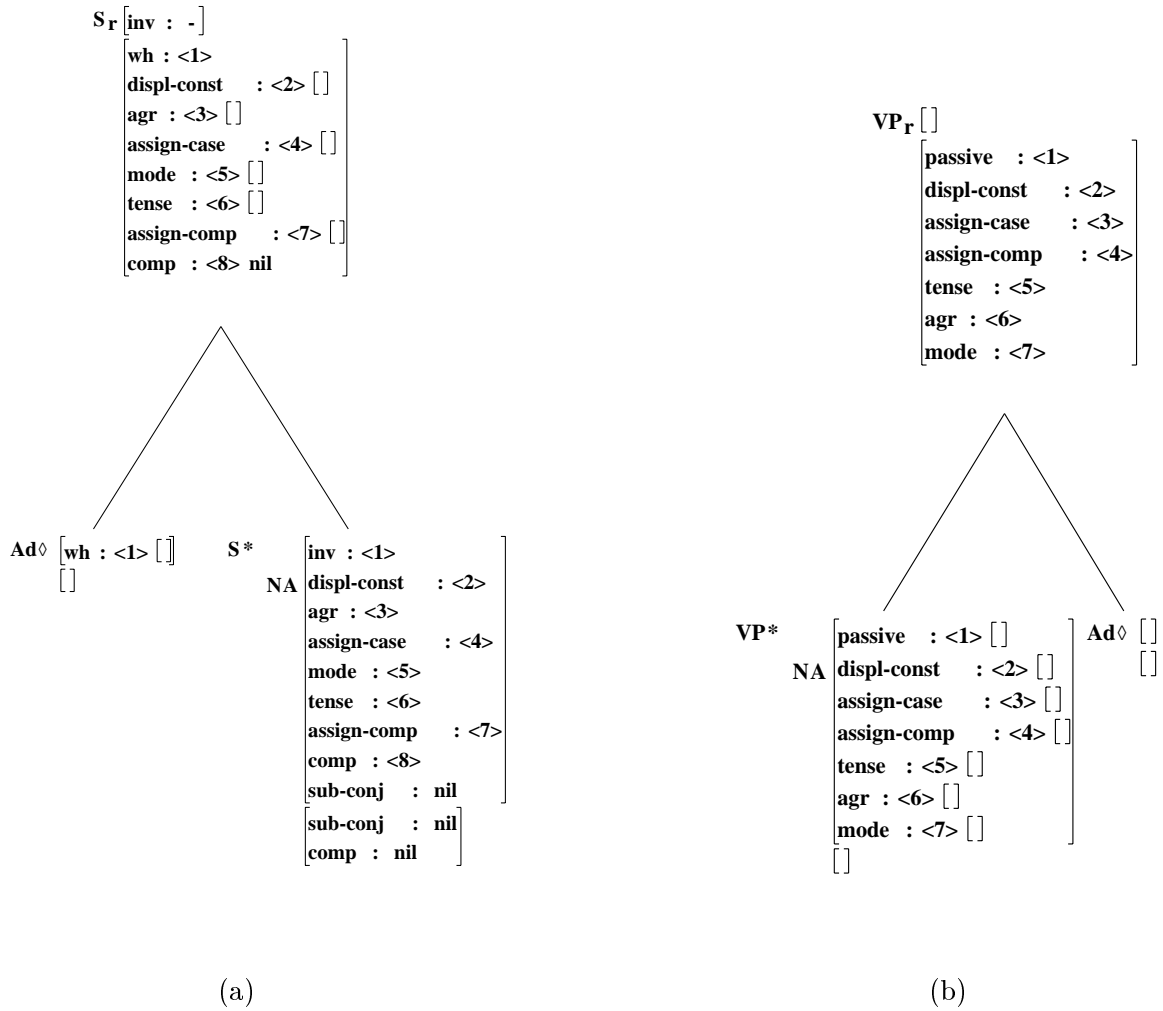 S r [inv : -]
[wh : <1>
displ-const : <2> []
agr : <3> []
assign-case : <4> []
mode : <5> []
tense : <6> []
assign-comp : <7> []
comp : <8> nil]
Ad◊ [wh : <1> []]
[]
S* [inv : <1>
NA displ-const : <2>
agr : <3>
assign-case : <4>
mode : <5>
tense : <6>
assign-comp : <7>
comp : <8>
sub-conj : nil]
[sub-conj : nil
comp : nil]
(a)
VP r []
[passive : <1>
displ-const : <2>
assign-case : <3>
assign-comp : <4>
tense : <5>
agr : <6>
mode : <7>]
VP* [passive : <1> []
NA displ-const : <2> []
assign-case : <3> []
assign-comp : <4> []
tense : <5> []
agr : <6> []
mode : <7> []]
[]
Ad◊ []
[]
(b)